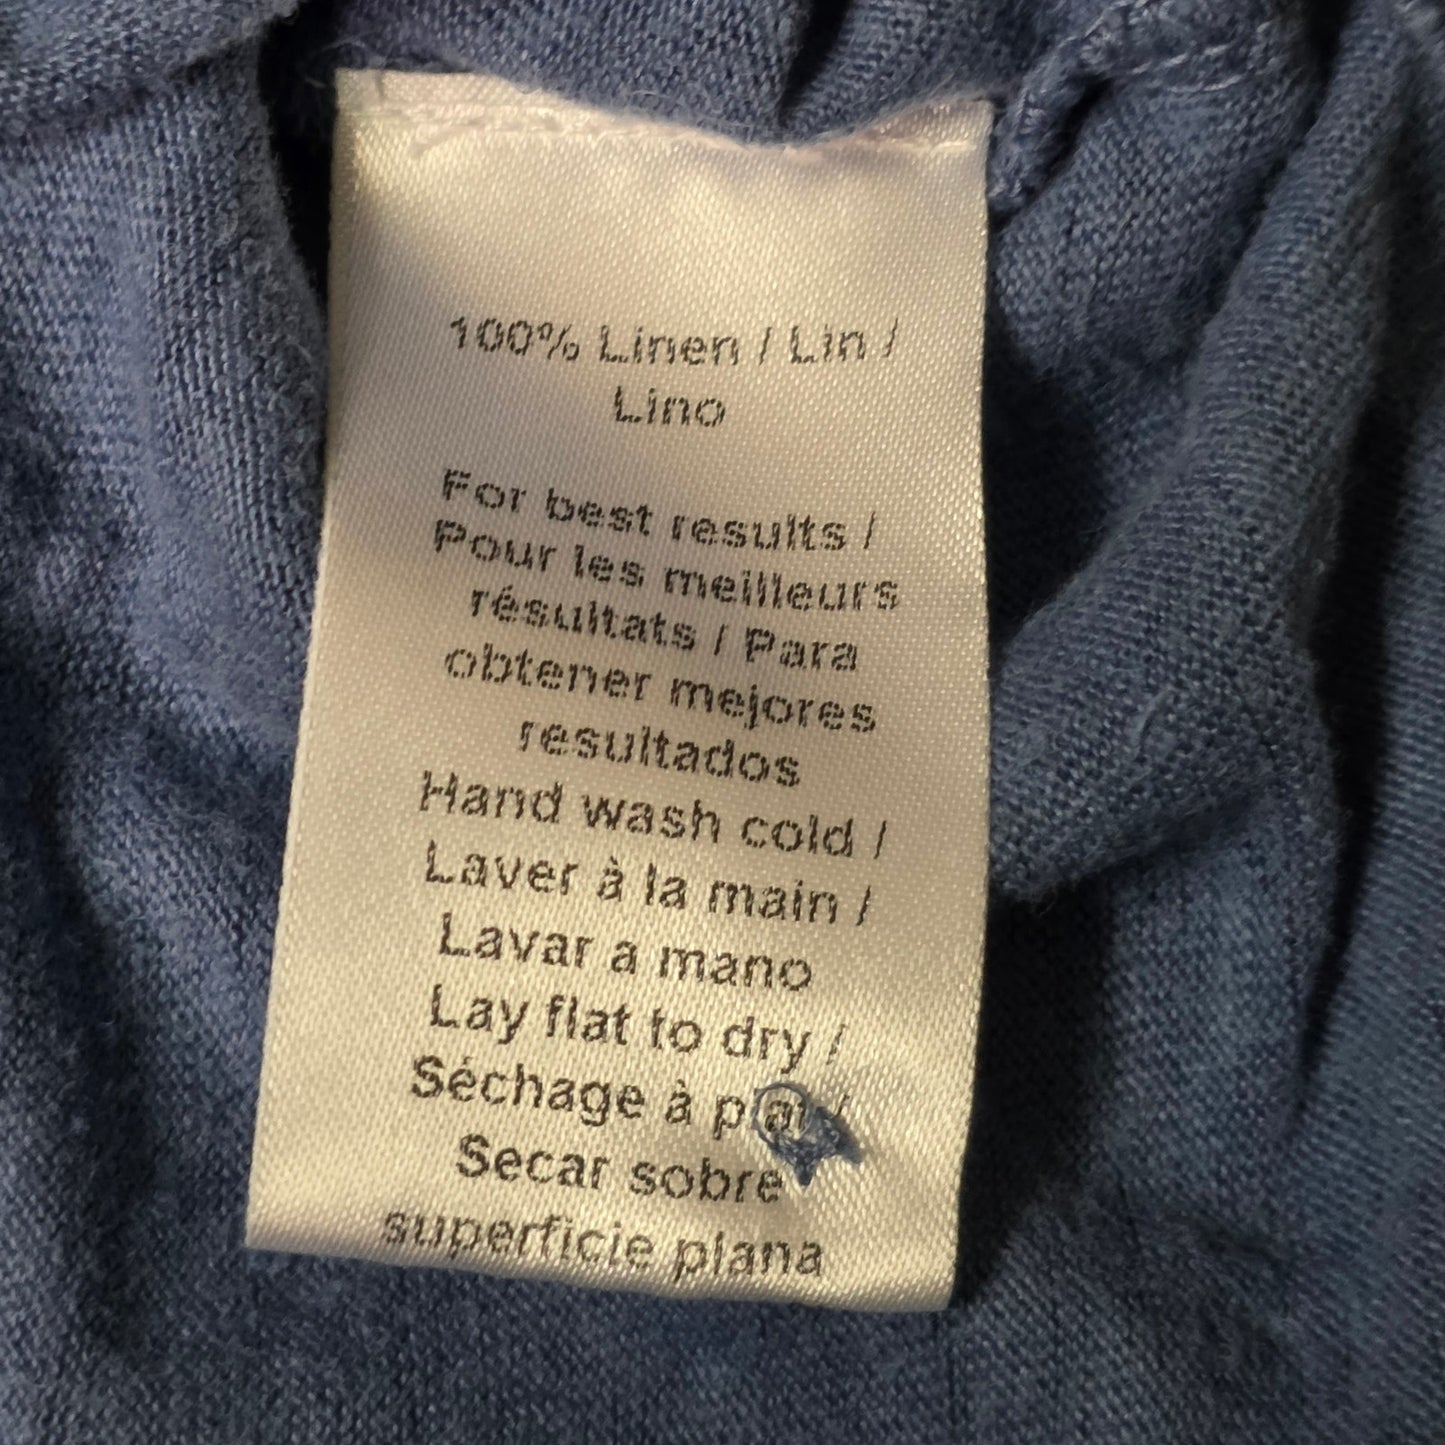 100% Linen / Lin /
Lino
For best results /
Pour les meilleurs
résultats / Para
obtener mejores
resultados
Hand wash cold /
Laver à la main /
Lavar a mano
Lay flat to dry /
Séchage à plat /
Secar sobre
superficie plana